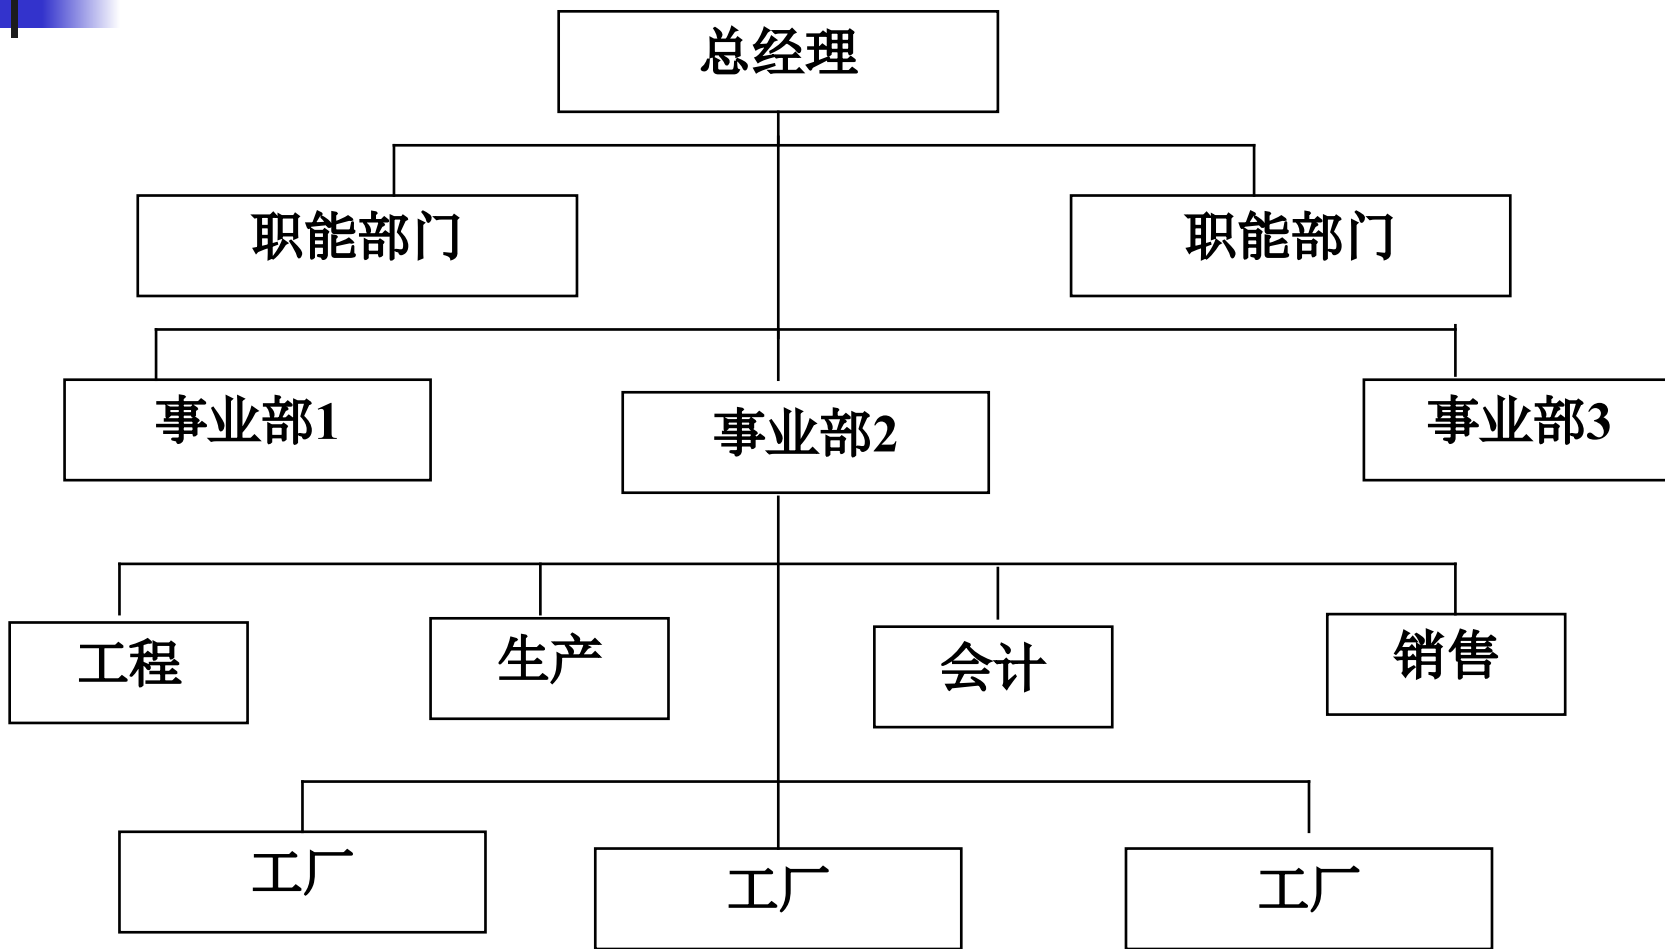 总经理
职能部门
职能部门
事业部1
事业部2
事业部3
工程
生产
会计
销售
工厂
工厂
工厂